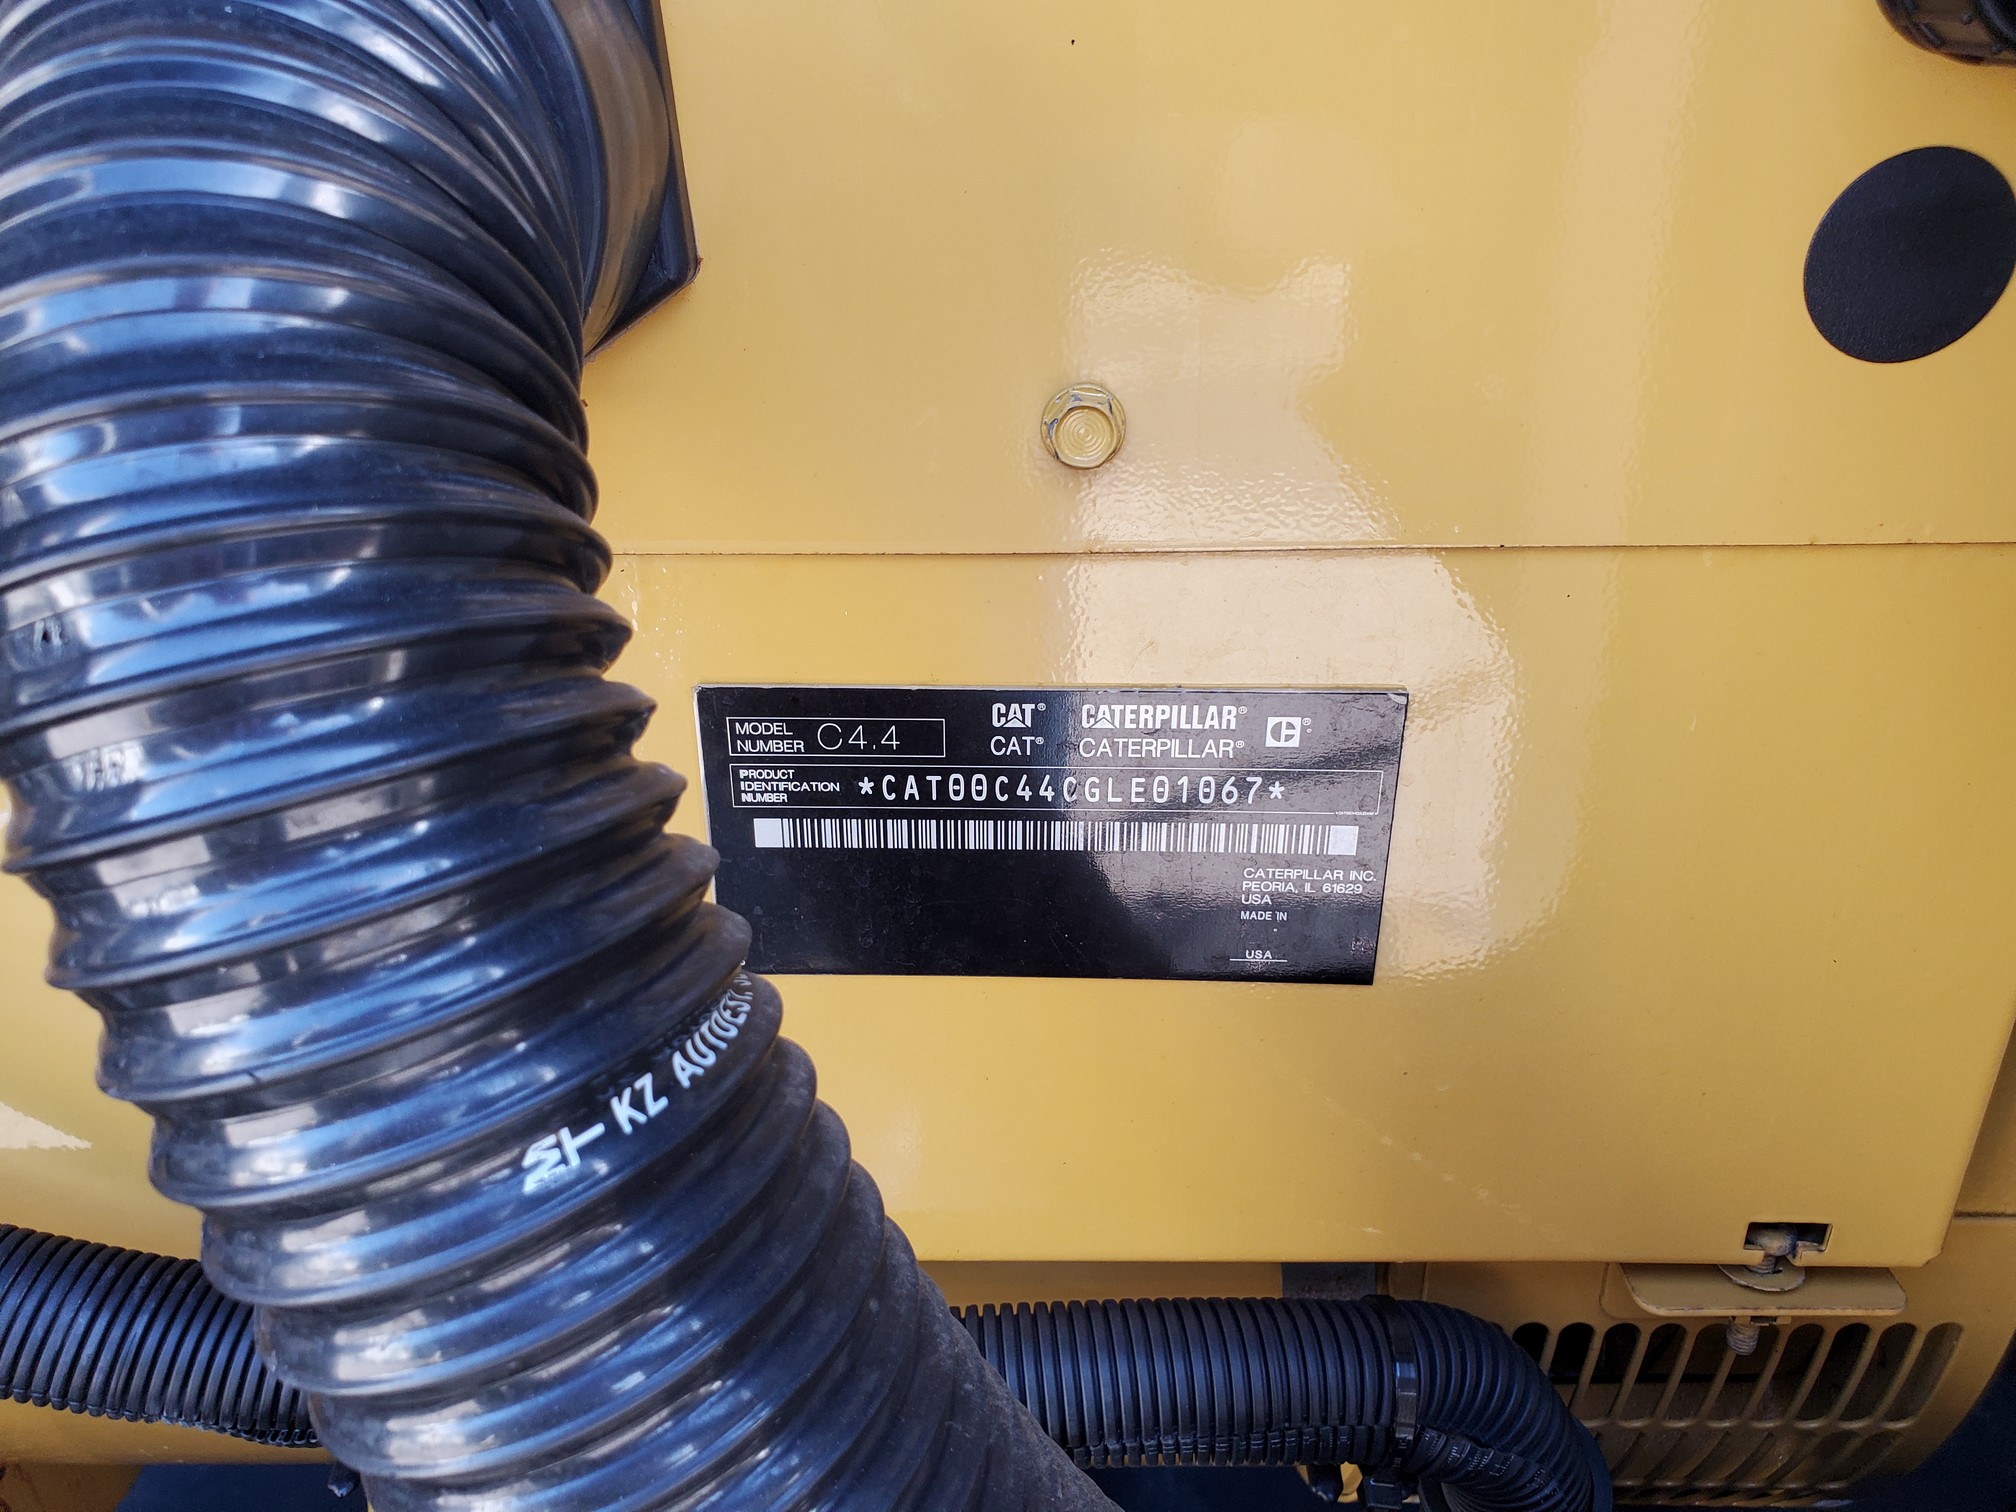 MODEL NUMBER C4.4
CAT® CATERPILLAR® C®
CAT® CATERPILLAR®
PRODUCT IDENTIFICATION NUMBER *CAT00C44CGLE01067*
CATERPILLAR INC.
PEORIA, IL 61629
USA
MADE IN
USA
KZ AUTOEST,